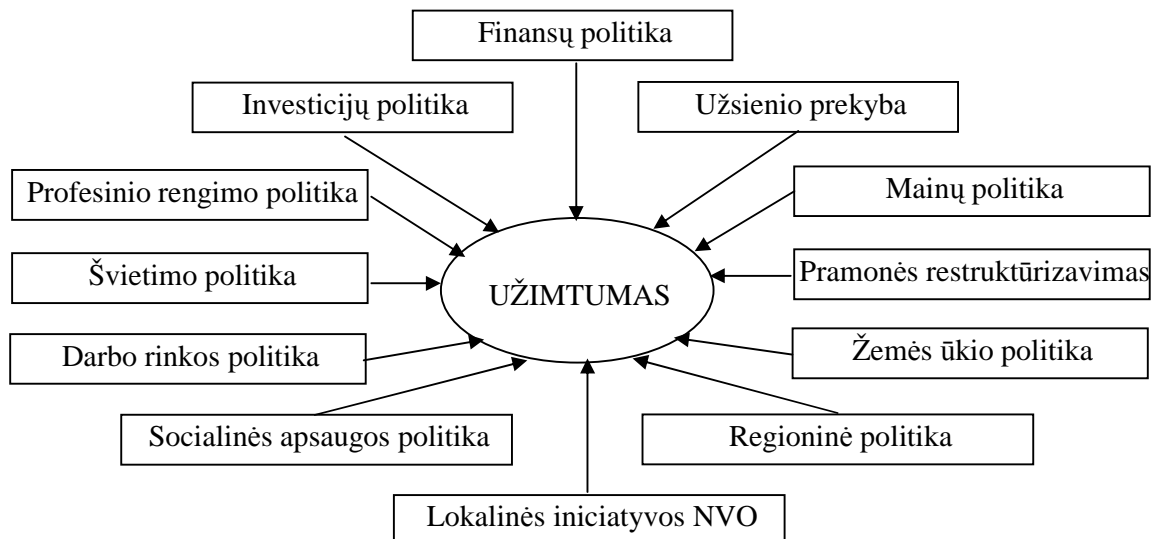 Finansų politika
Investicijų politika
Užsienio prekyba
Profesinio rengimo politika
Mainų politika
Švietimo politika
UŽIMTUMAS
Pramonės restruktūrizavimas
Darbo rinkos politika
Žemės ūkio politika
Socialinės apsaugos politika
Regioninė politika
Lokalinės iniciatyvos NVO